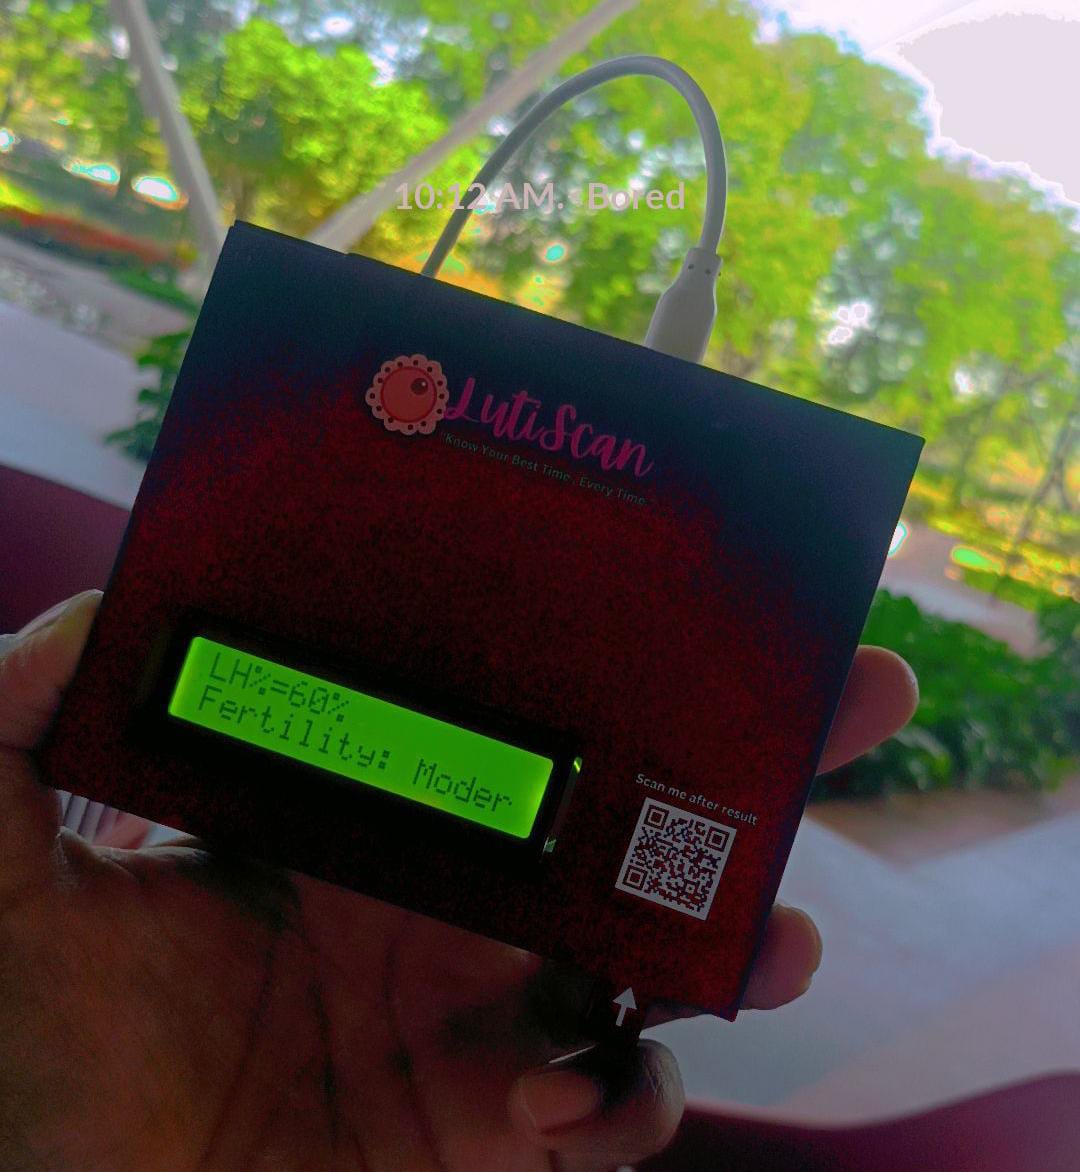 10:12 AM. Bored
LutiScan
"Know Your Best Time, Every Time"
LH%=60%
Fertility: Moder
Scan me after result